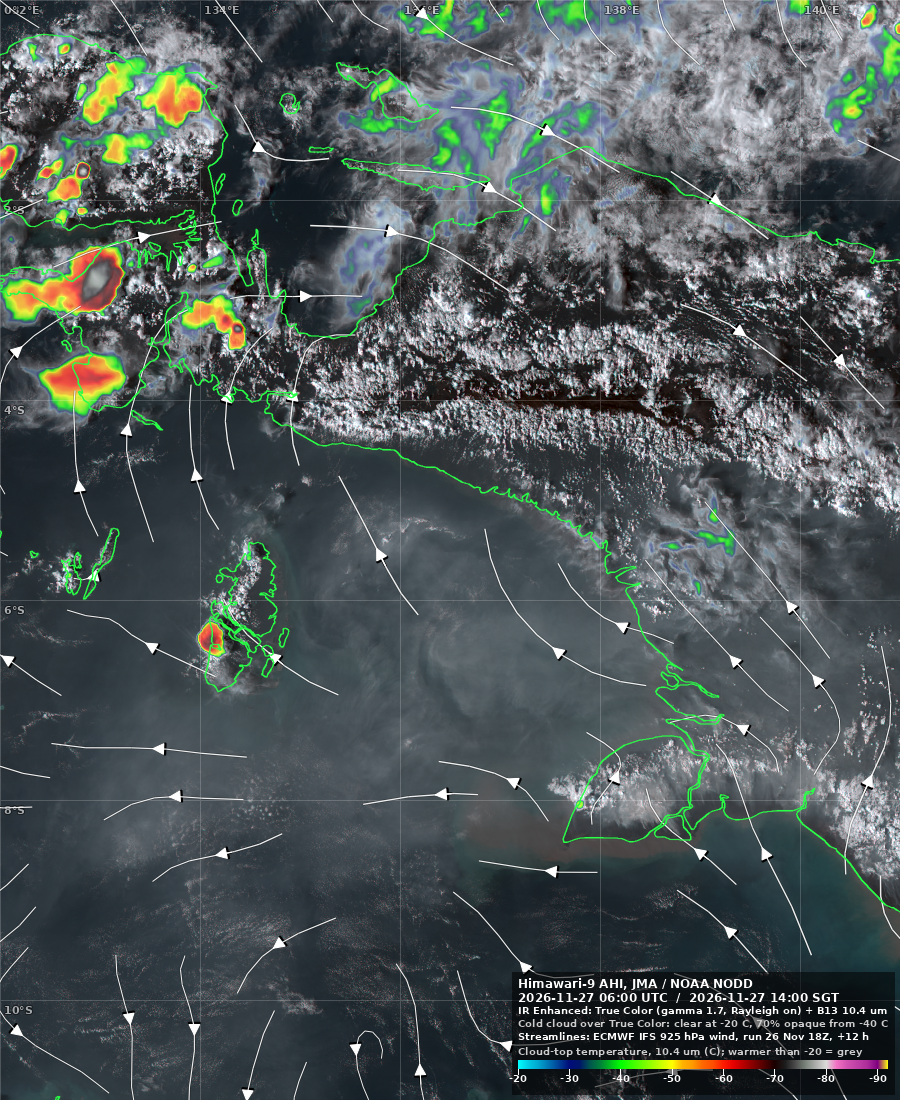 0°2°E 134°E 136°E 138°E 140°E
2°S
4°S
6°S
8°S
10°S
Himawari-9 AHI, JMA / NOAA NODD
2026-11-27 06:00 UTC / 2026-11-27 14:00 SGT
IR Enhanced: True Color (gamma 1.7, Rayleigh on) + B13 10.4 um
Cold cloud over True Color: clear at -20 C, 70% opaque from -40 C
Streamlines: ECMWF IFS 925 hPa wind, run 26 Nov 18Z, +12 h
Cloud-top temperature, 10.4 um (C); warmer than -20 = grey
-20 -30 -40 -50 -60 -70 -80 -90